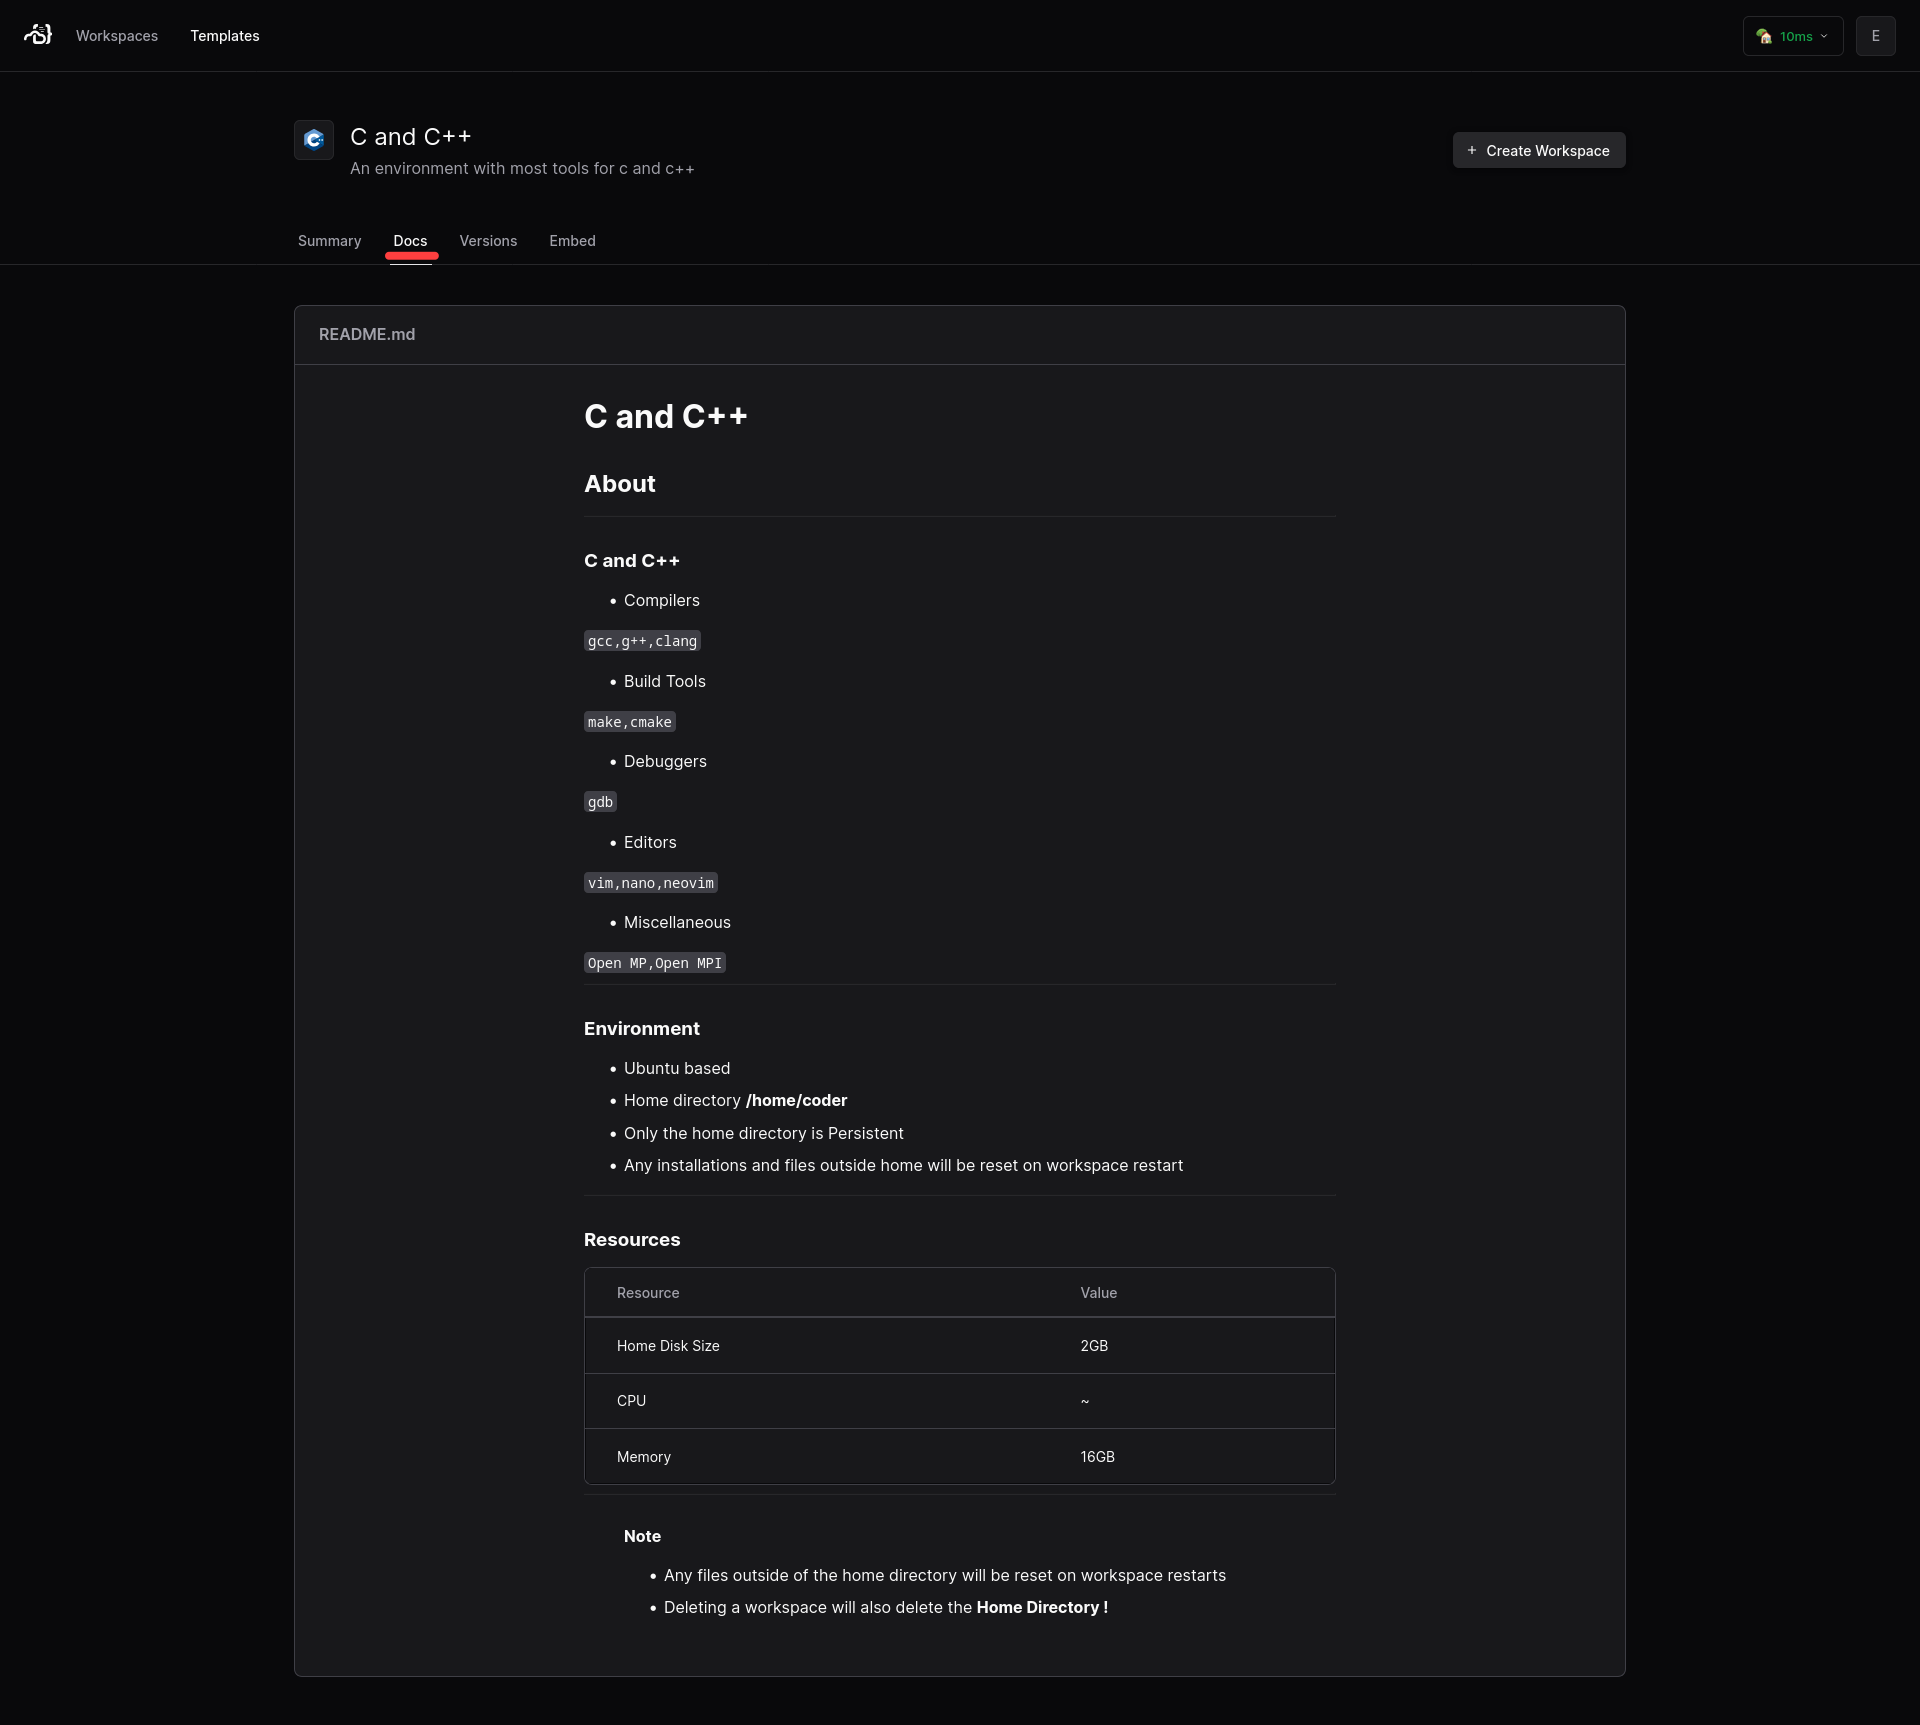 Workspaces
Templates
10ms
E
C and C++
An environment with most tools for c and c++
+ Create Workspace
Summary
Docs
Versions
Embed
README.md
C and C++
About
C and C++
• Compilers
gcc,g++,clang
• Build Tools
make,cmake
• Debuggers
gdb
• Editors
vim,nano,neovim
• Miscellaneous
Open MP,Open MPI
Environment
• Ubuntu based
• Home directory /home/coder
• Only the home directory is Persistent
• Any installations and files outside home will be reset on workspace restart
Resources
Resource Value
Home Disk Size 2GB
CPU ~
Memory 16GB
Note
• Any files outside of the home directory will be reset on workspace restarts
• Deleting a workspace will also delete the Home Directory !